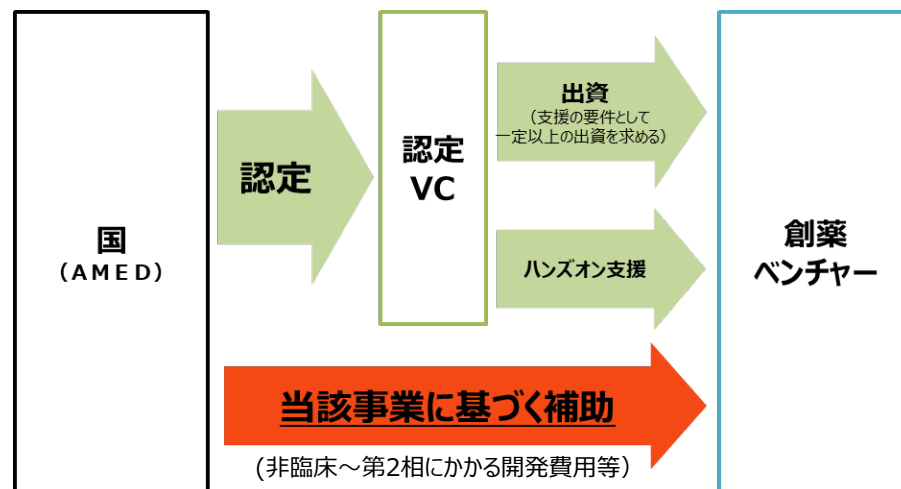 国
(AMED)
認定
認定
VC
出資
(支援の要件として
一定以上の出資を求める)
ハンズオン支援
創薬
ベンチャー
当該事業に基づく補助
(非臨床～第2相にかかる開発費用等)